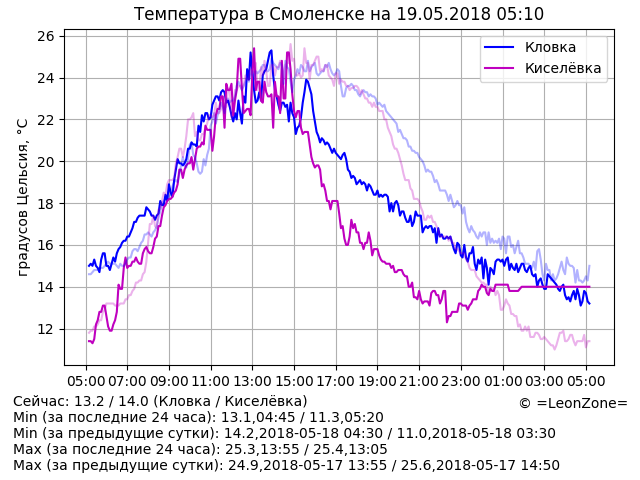 Температура в Смоленске на 19.05.2018 05:10
26
24
22
20
18
16
14
12
градусов Цельсия, °C
Кловка
Киселёвка
05:00 07:00 09:00 11:00 13:00 15:00 17:00 19:00 21:00 23:00 01:00 03:00 05:00
Сейчас: 13.2 / 14.0 (Кловка / Киселёвка)
© =LeonZone=
Min (за последние 24 часа): 13.1,04:45 / 11.3,05:20
Min (за предыдущие сутки): 14.2,2018-05-18 04:30 / 11.0,2018-05-18 03:30
Max (за последние 24 часа): 25.3,13:55 / 25.4,13:05
Max (за предыдущие сутки): 24.9,2018-05-17 13:55 / 25.6,2018-05-17 14:50